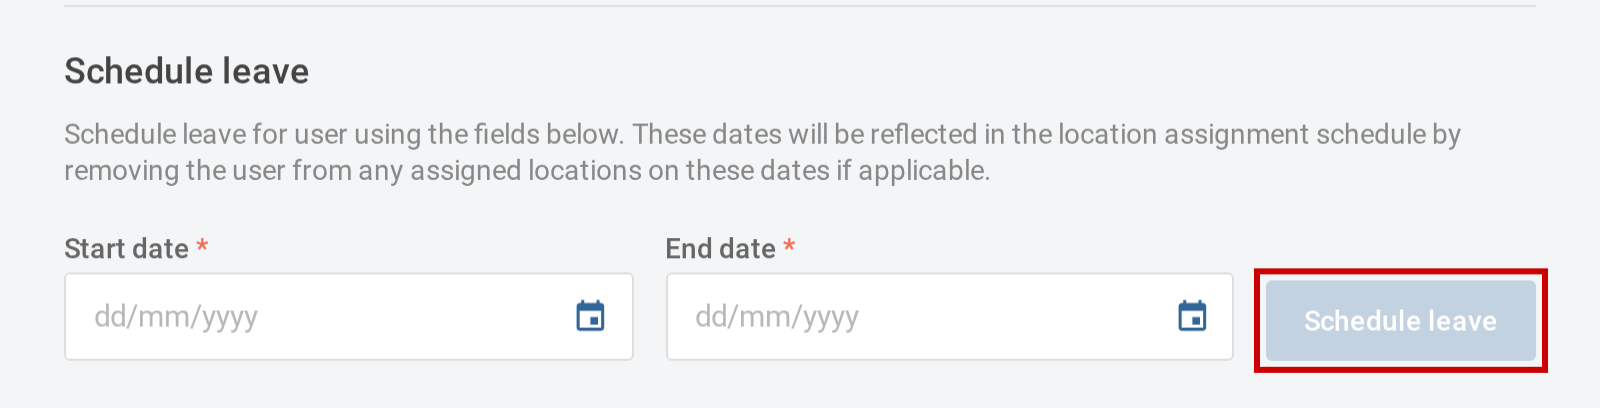 Schedule leave
Schedule leave for user using the fields below. These dates will be reflected in the location assignment schedule by
removing the user from any assigned locations on these dates if applicable.
Start date *
End date *
dd/mm/yyyy
dd/mm/yyyy
Schedule leave